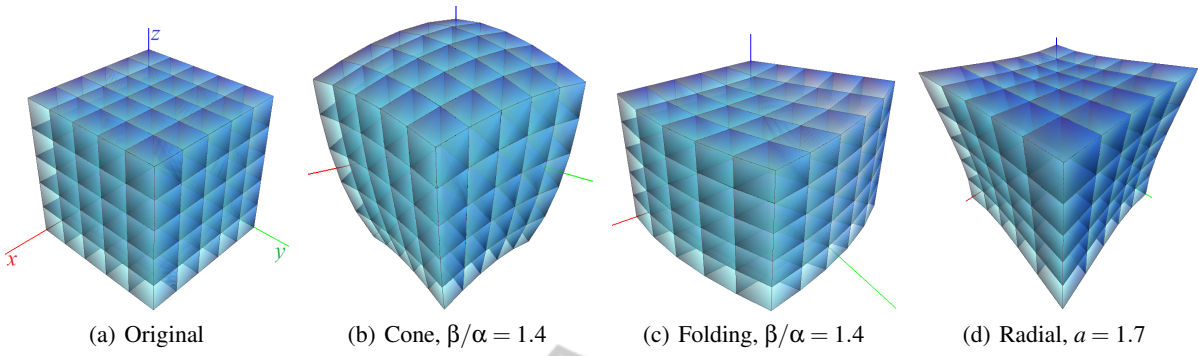 z
x
y
(a) Original
(b) Cone, β/α = 1.4
(c) Folding, β/α = 1.4
(d) Radial, a = 1.7